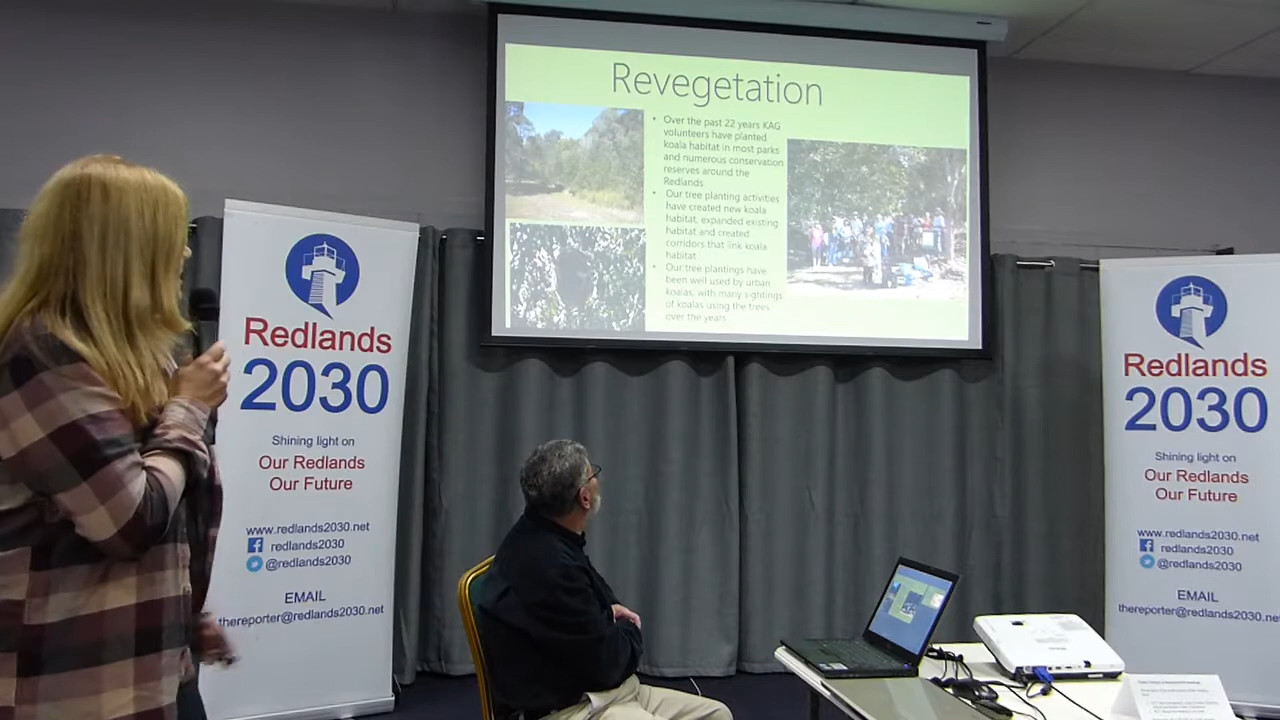 Revegetation
• Over the past 22 years KAG
volunteers have planted
koala habitat in most parks
and numerous conservation
reserves around the
Redlands
• Our tree planting activities
have created new koala
habitat, expanded existing
habitat and created
corridors that link koala
habitat
• Our tree plantings have
been well used by urban
koalas, with many sightings
of koalas using the trees
over the years
Redlands
2030
Shining light on
Our Redlands
Our Future
www.redlands2030.net
redlands2030
@redlands2030
EMAIL
thereporter@redlands2030.net
Redlands
2030
Shining light on
Our Redlands
Our Future
www.redlands2030.net
redlands2030
@redlands2030
EMAIL
thereporter@redlands2030.net